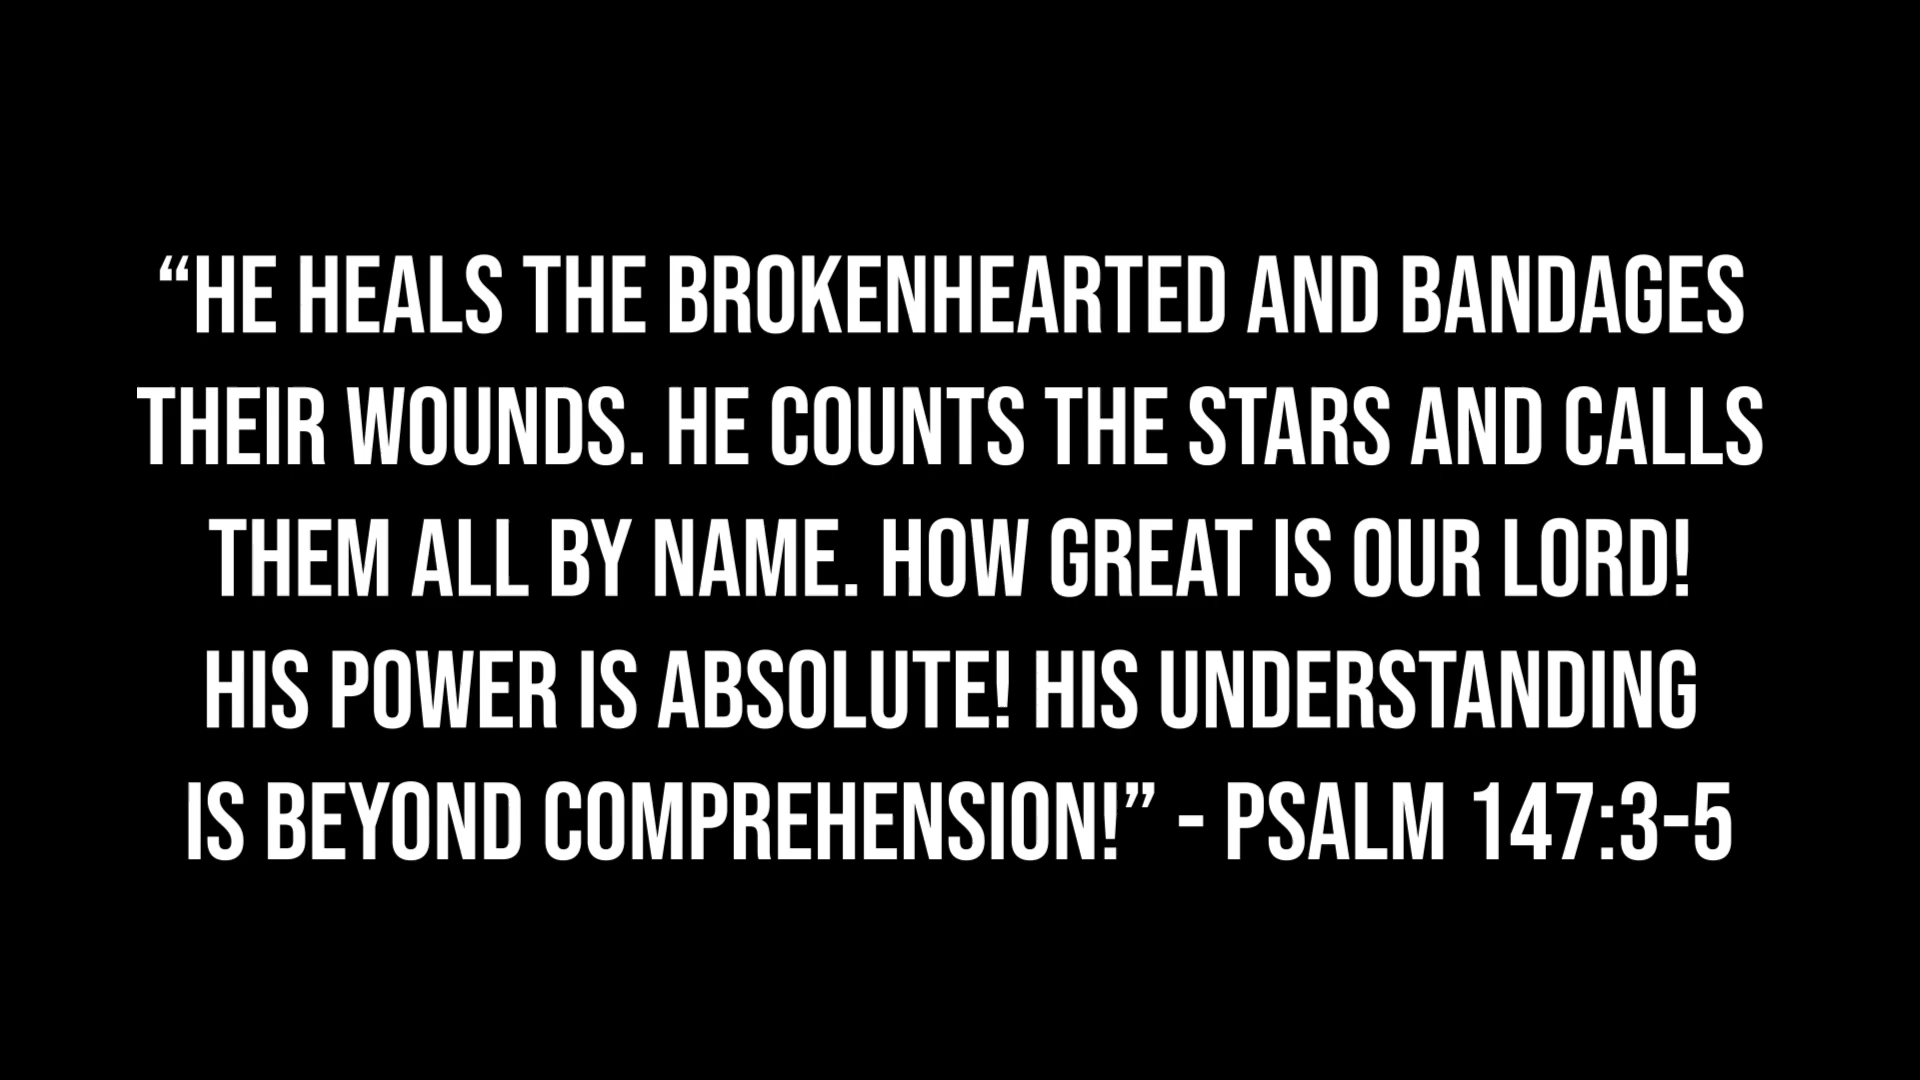 “HE HEALS THE BROKENHEARTED AND BANDAGES
THEIR WOUNDS. HE COUNTS THE STARS AND CALLS
THEM ALL BY NAME. HOW GREAT IS OUR LORD!
HIS POWER IS ABSOLUTE! HIS UNDERSTANDING
IS BEYOND COMPREHENSION!” - PSALM 147:3-5